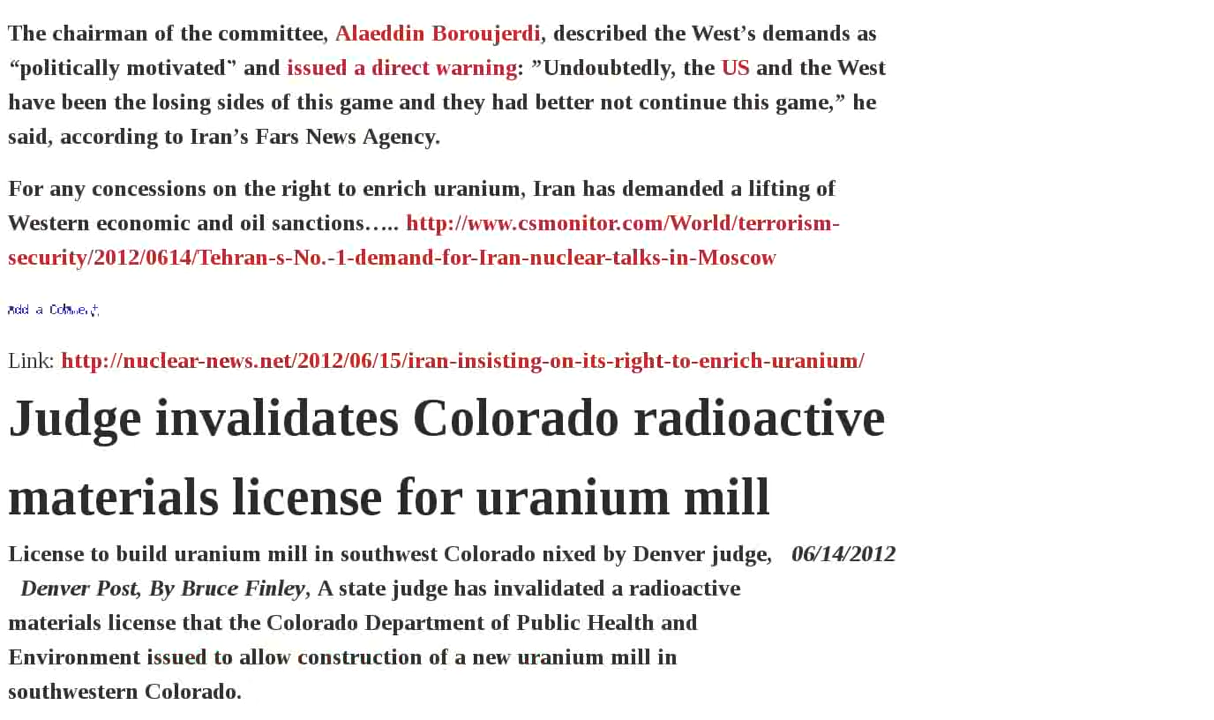 The chairman of the committee, Alaeddin Boroujerdi, described the West’s demands as
“politically motivated” and issued a direct warning: ”Undoubtedly, the US and the West
have been the losing sides of this game and they had better not continue this game,” he
said, according to Iran’s Fars News Agency.
For any concessions on the right to enrich uranium, Iran has demanded a lifting of
Western economic and oil sanctions….. http://www.csmonitor.com/World/terrorism-
security/2012/0614/Tehran-s-No.-1-demand-for-Iran-nuclear-talks-in-Moscow
Add a Comment
Link: http://nuclear-news.net/2012/06/15/iran-insisting-on-its-right-to-enrich-uranium/
Judge invalidates Colorado radioactive
materials license for uranium mill
License to build uranium mill in southwest Colorado nixed by Denver judge, 06/14/2012
Denver Post, By Bruce Finley, A state judge has invalidated a radioactive
materials license that the Colorado Department of Public Health and
Environment issued to allow construction of a new uranium mill in
southwestern Colorado.